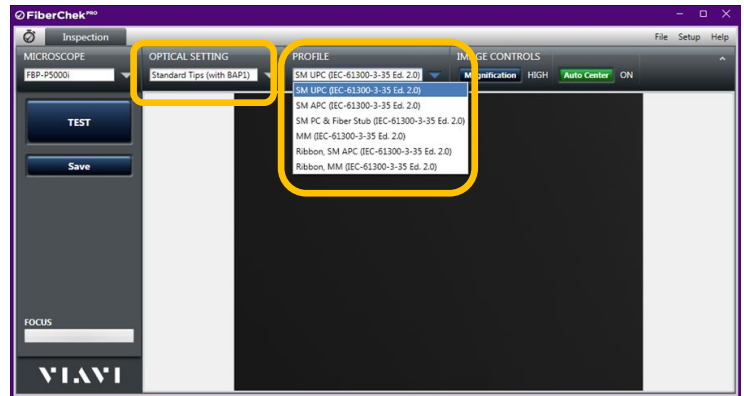 FiberChek PRO
Inspection File Setup Help
MICROSCOPE OPTICAL SETTING PROFILE IMAGE CONTROLS
FBP-P5000i Standard Tips (with BAP1) SM UPC (IEC-61300-3-35 Ed. 2.0) Magnification HIGH Auto Center ON
SM UPC (IEC-61300-3-35 Ed. 2.0)
SM APC (IEC-61300-3-35 Ed. 2.0)
SM PC & Fiber Stub (IEC-61300-3-35 Ed. 2.0)
MM (IEC-61300-3-35 Ed. 2.0)
Ribbon, SM APC (IEC-61300-3-35 Ed. 2.0)
Ribbon, MM (IEC-61300-3-35 Ed. 2.0)
TEST
Save
FOCUS
VIAVI